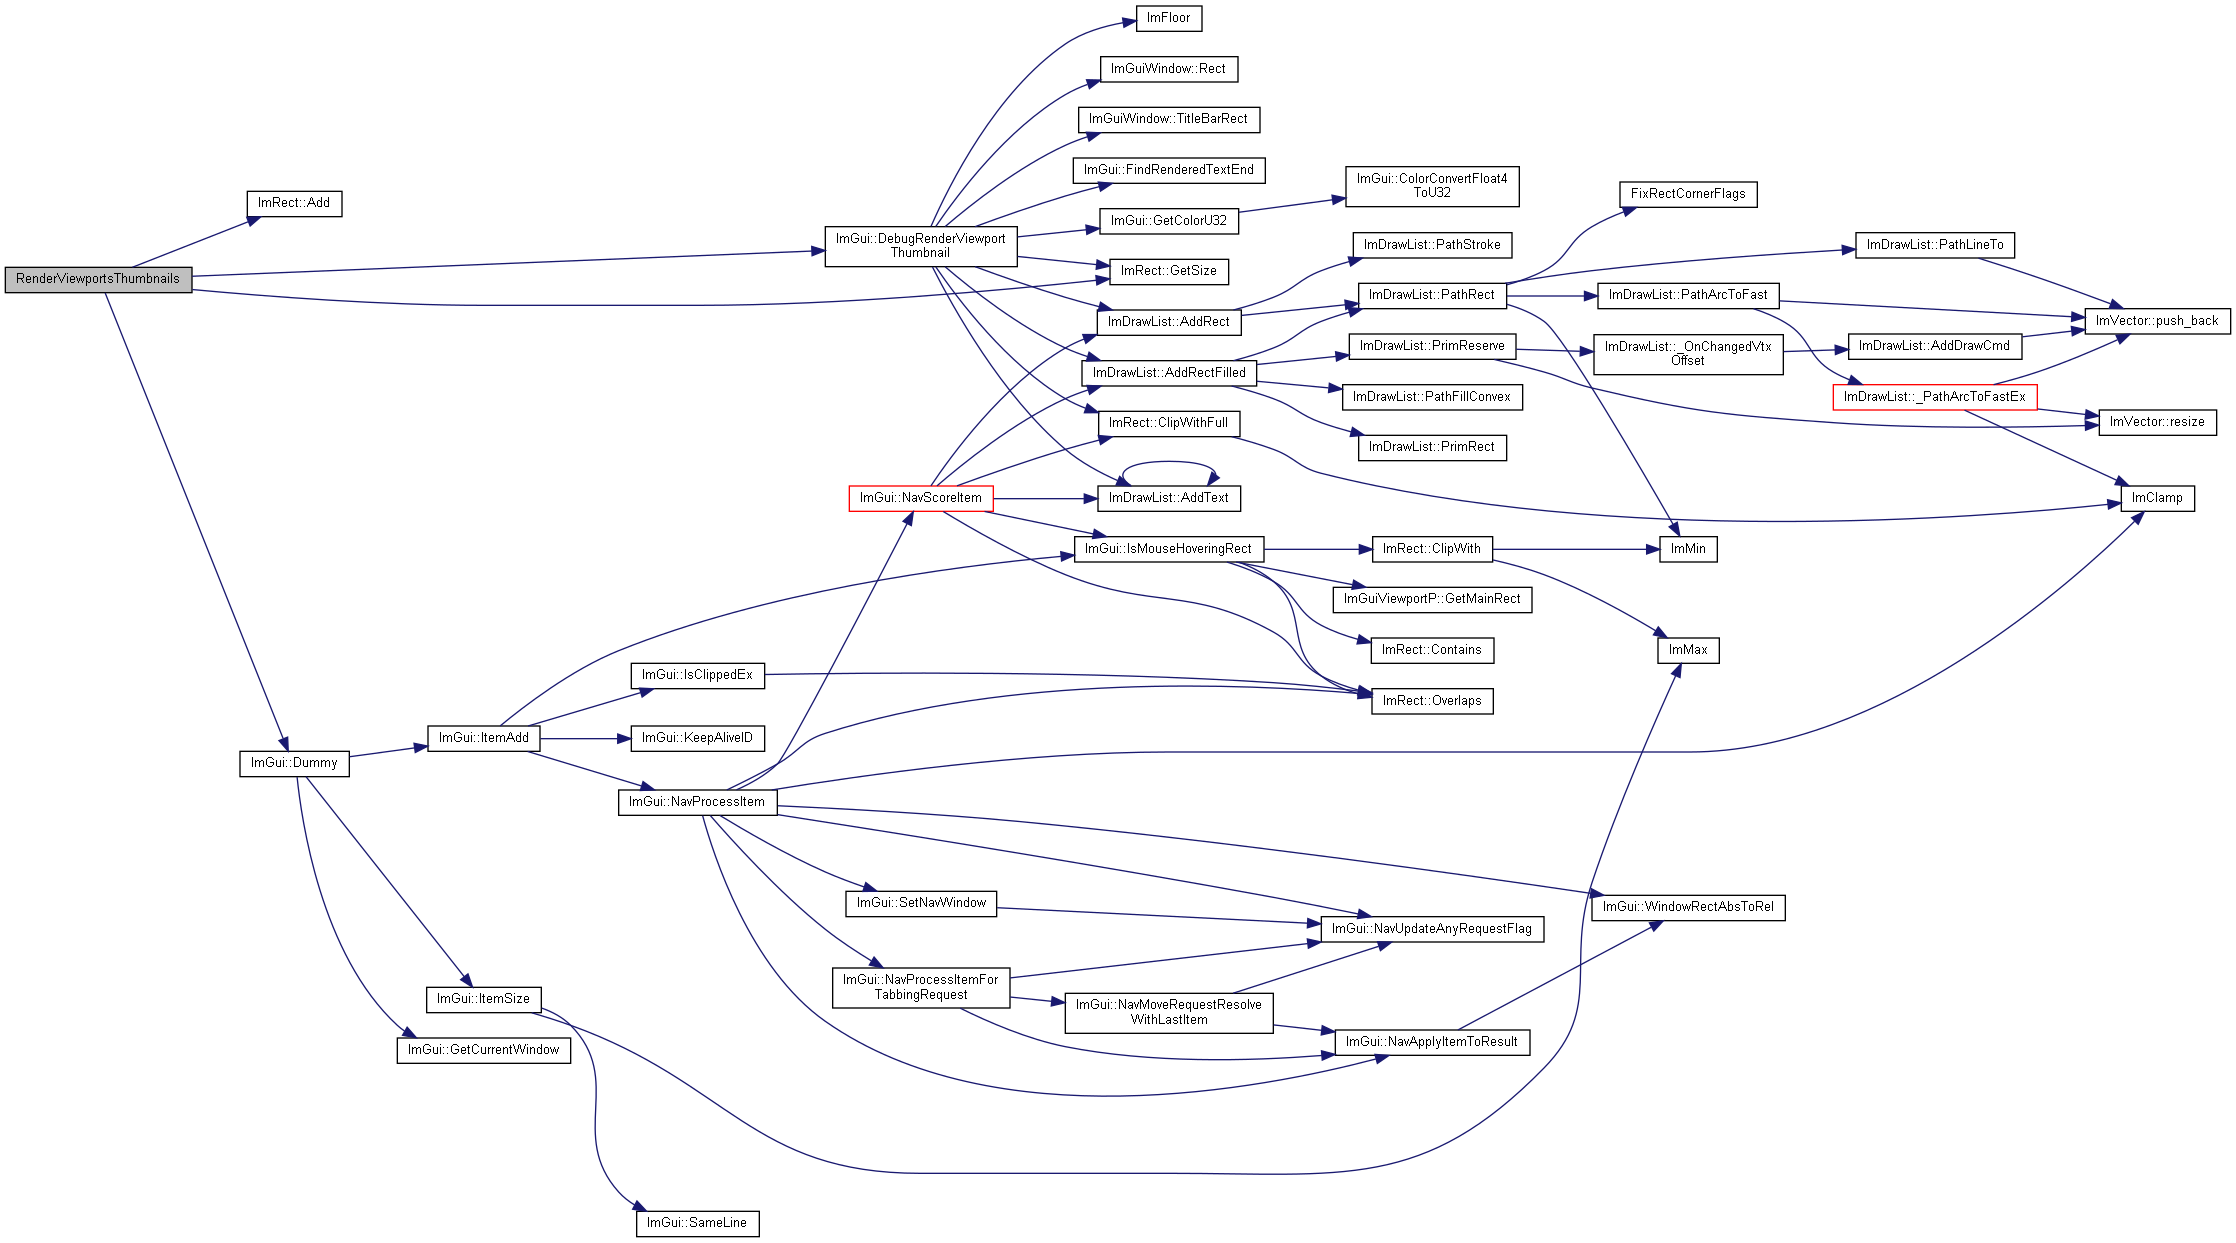 RenderViewportsThumbnails
ImRect::Add
ImGui::Dummy
ImGui::ItemAdd
ImGui::ItemSize
ImGui::GetCurrentWindow
ImGui::IsClippedEx
ImGui::KeepAliveID
ImGui::NavProcessItem
ImGui::SameLine
ImGui::DebugRenderViewport
Thumbnail
ImGui::NavScoreItem
ImGui::SetNavWindow
ImGui::NavProcessItemFor
TabbingRequest
ImFloor
ImGuiWindow::Rect
ImGuiWindow::TitleBarRect
ImGui::FindRenderedTextEnd
ImGui::GetColorU32
ImRect::GetSize
ImDrawList::AddRect
ImDrawList::AddRectFilled
ImRect::ClipWithFull
ImDrawList::AddText
ImGui::IsMouseHoveringRect
ImGui::NavMoveRequestResolve
WithLastItem
ImGui::ColorConvertFloat4
ToU32
ImDrawList::PathStroke
ImDrawList::PathRect
ImDrawList::PrimReserve
ImDrawList::PathFillConvex
ImDrawList::PrimRect
ImRect::ClipWith
ImGuiViewportP::GetMainRect
ImRect::Contains
ImRect::Overlaps
ImGui::NavUpdateAnyRequestFlag
ImGui::NavApplyItemToResult
FixRectCornerFlags
ImDrawList::PathArcToFast
ImDrawList::_OnChangedVtx
Offset
ImMin
ImMax
ImGui::WindowRectAbsToRel
ImDrawList::PathLineTo
ImDrawList::AddDrawCmd
ImDrawList::_PathArcToFastEx
ImVector::push_back
ImVector::resize
ImClamp